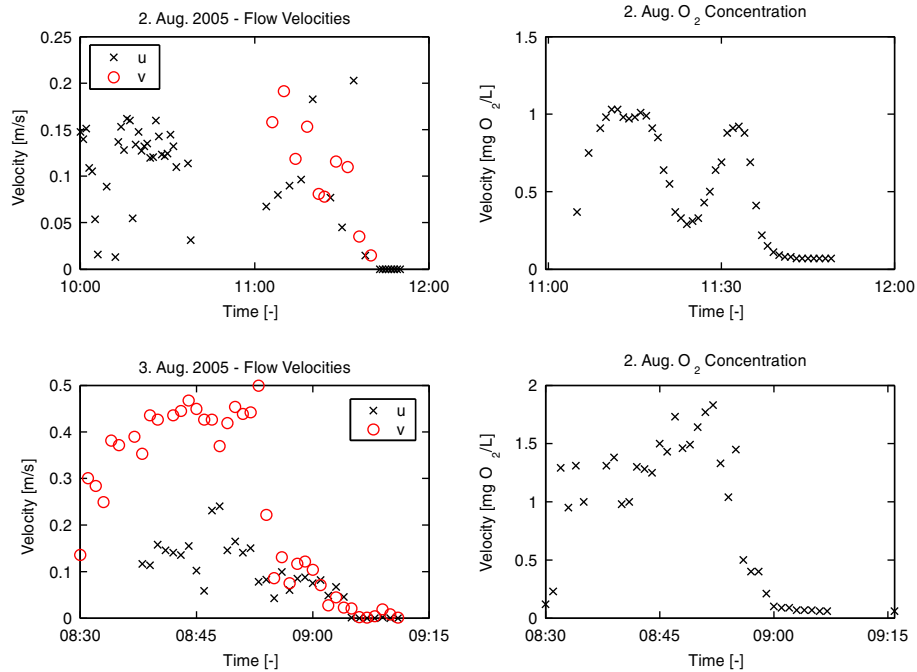 2. Aug. 2005 - Flow Velocities
0.25
0.2
0.15
0.1
0.05
0
Velocity [m/s]
u
v
10:00
11:00
12:00
Time [-]
2. Aug. O2 Concentration
1.5
1
0.5
0
Velocity [mg O2/L]
11:00
11:30
12:00
Time [-]
3. Aug. 2005 - Flow Velocities
0.5
0.4
0.3
0.2
0.1
0
Velocity [m/s]
u
v
08:30
08:45
09:00
09:15
Time [-]
2. Aug. O2 Concentration
2
1.5
1
0.5
0
Velocity [mg O2/L]
08:30
08:45
09:00
09:15
Time [-]